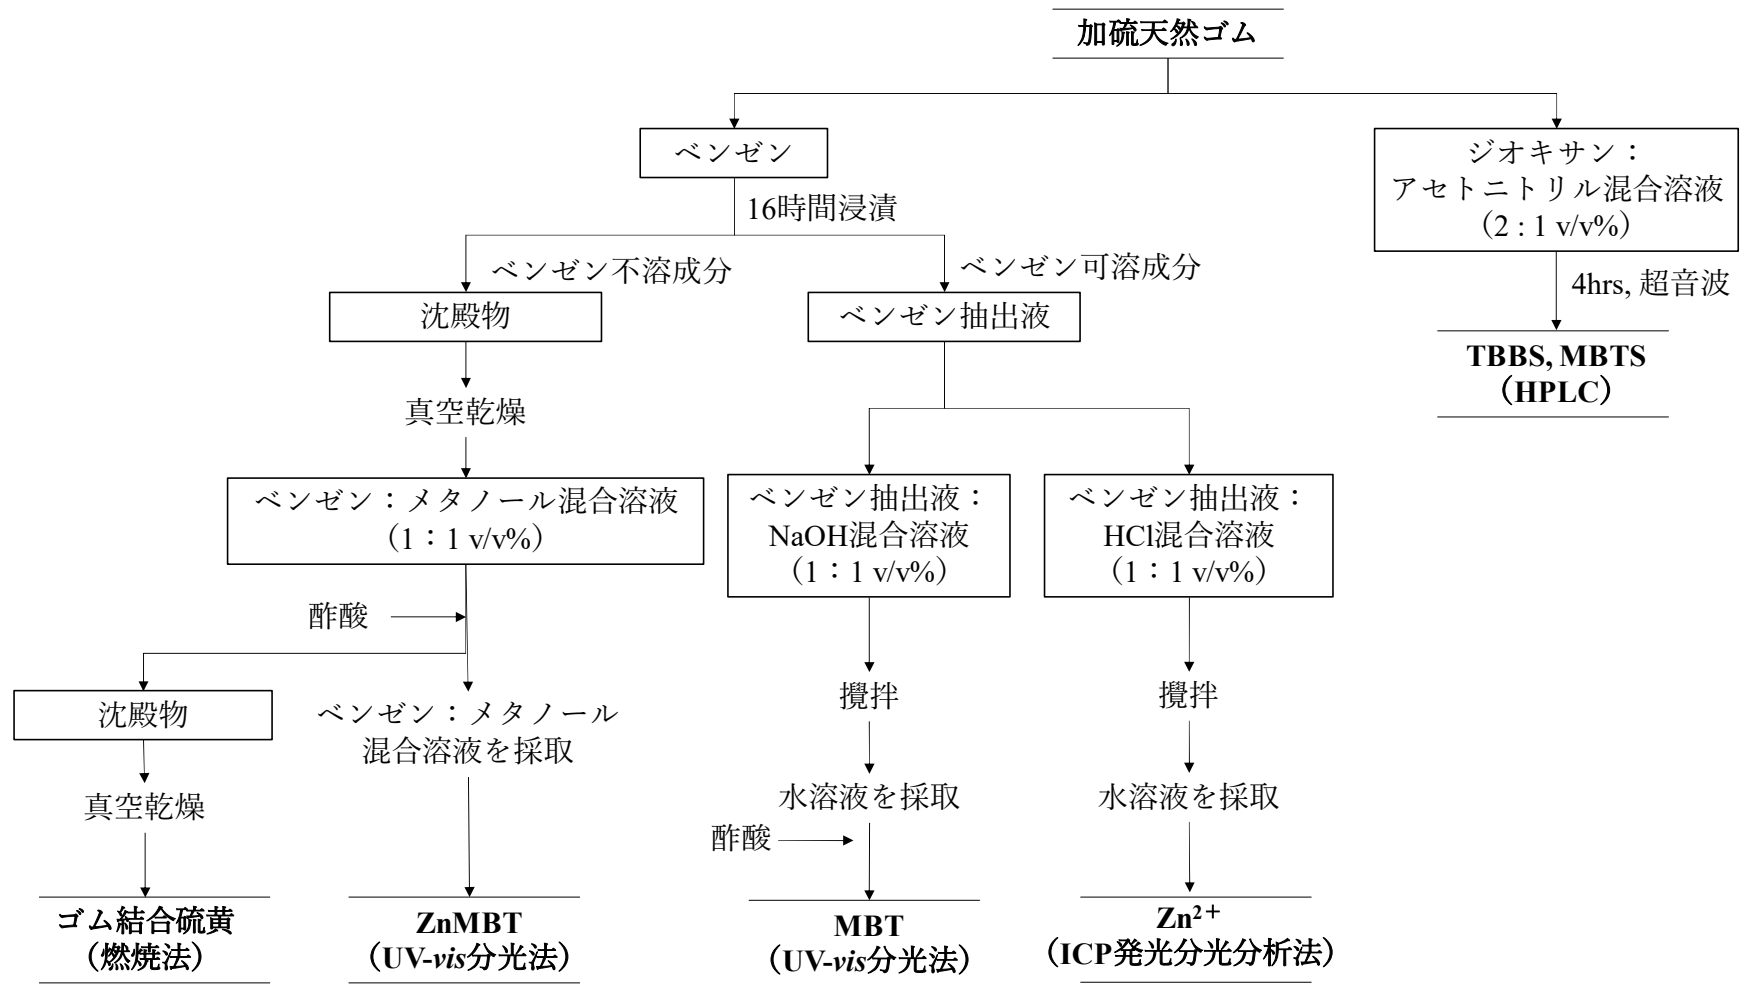 加硫天然ゴム
ベンゼン
ジオキサン：
アセトニトリル混合溶液
（2 : 1 v/v%）
16時間浸漬
ベンゼン不溶成分
ベンゼン可溶成分
4hrs, 超音波
沈殿物
ベンゼン抽出液
TBBS, MBTS
（HPLC）
真空乾燥
ベンゼン：メタノール混合溶液
（1：1 v/v%）
ベンゼン抽出液：
NaOH混合溶液
（1：1 v/v%）
ベンゼン抽出液：
HCl混合溶液
（1：1 v/v%）
酢酸
沈殿物
ベンゼン：メタノール
混合溶液を採取
攪拌
攪拌
真空乾燥
水溶液を採取
水溶液を採取
酢酸
ゴム結合硫黄
（燃焼法）
ZnMBT
（UV-vis分光法）
MBT
（UV-vis分光法）
Zn²⁺
（ICP発光分光分析法）